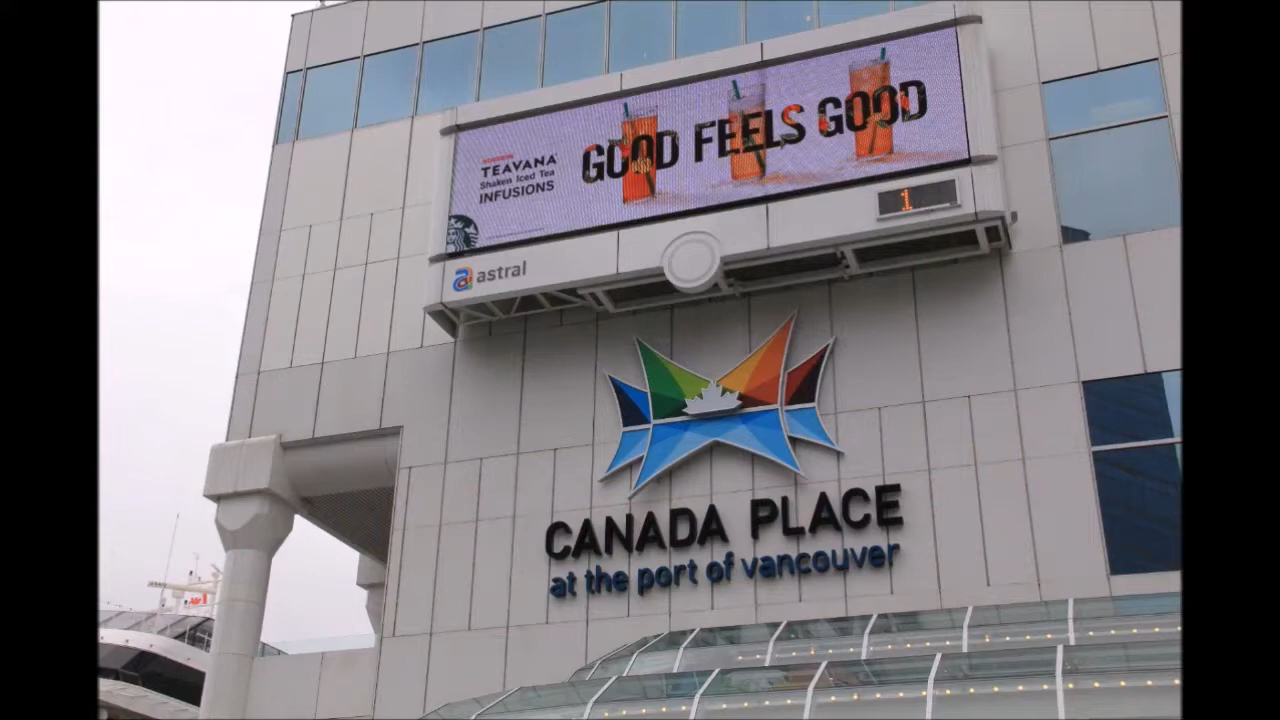 GOOD FEELS GOOD
TEAVANA
Shaken Iced Tea
INFUSIONS
astral
1
CANADA PLACE
at the port of vancouver